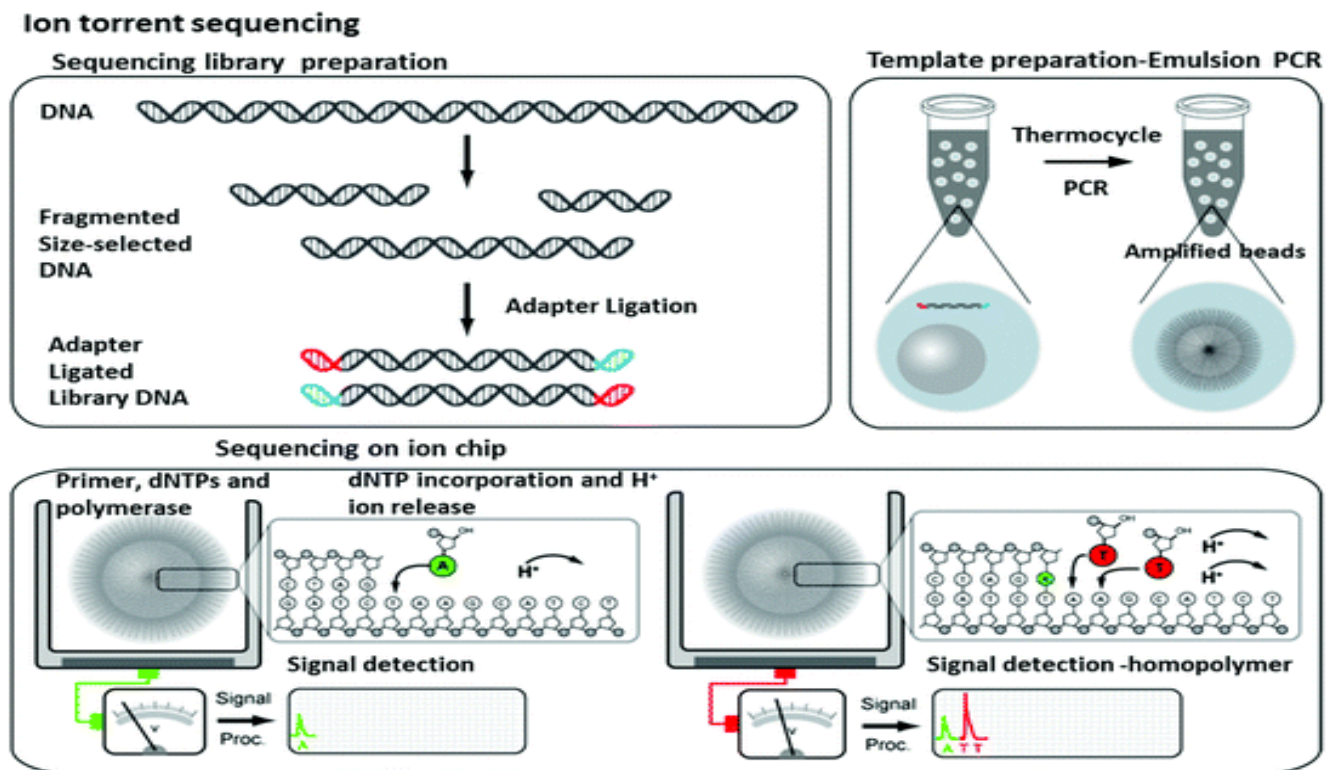 Ion torrent sequencing
Sequencing library preparation
DNA
Fragmented
Size-selected
DNA
Adapter Ligation
Adapter
Ligated
Library DNA
Template preparation-Emulsion PCR
Thermocycle
PCR
Amplified beads
Sequencing on ion chip
Primer, dNTPs and
polymerase
dNTP incorporation and H⁺
ion release
A
H⁺
C T A G
G A T C T A A G C A T C T
Signal detection
V
Signal
Proc.
A
T
T
H⁺
H⁺
C T A G A
G A T C T A A G C A T C T
Signal detection -homopolymer
V
Signal
Proc.
A T T